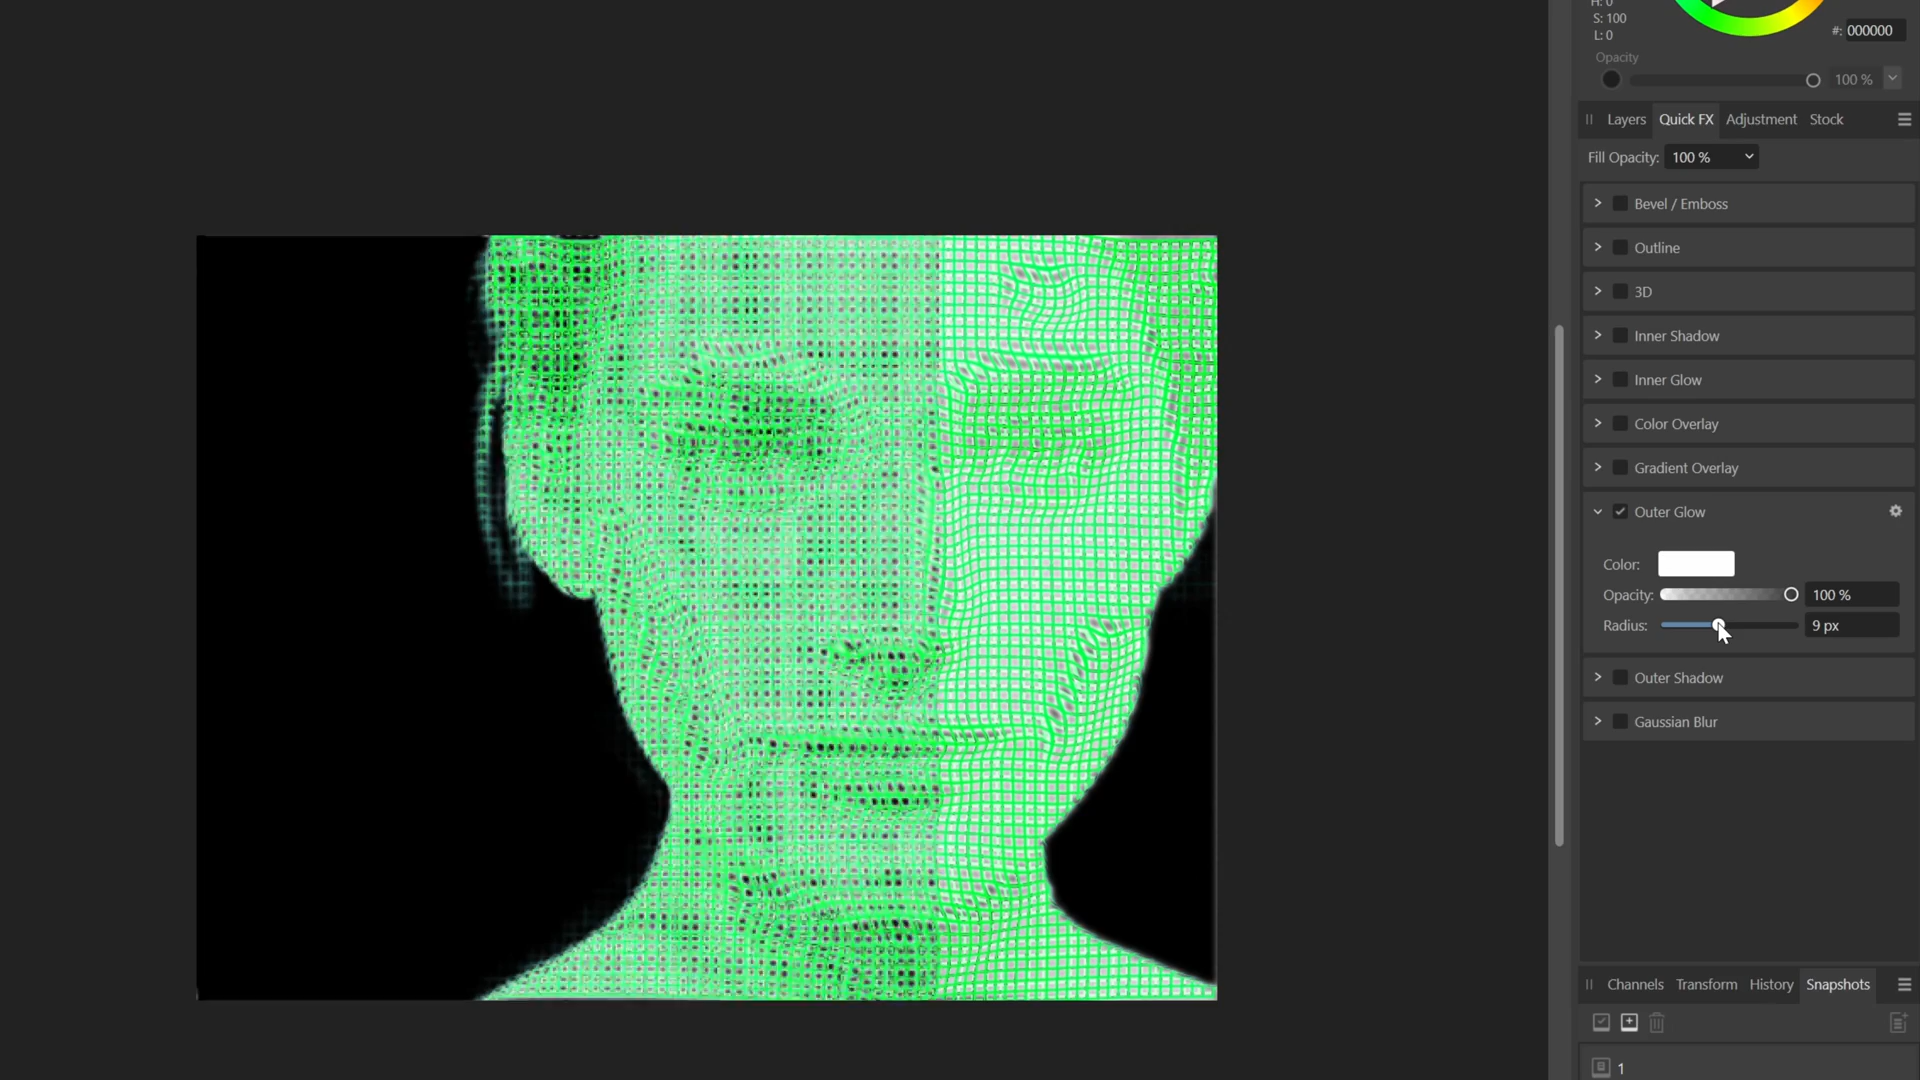 H: 0
S: 100
L: 0
#: 000000
Opacity
100 %
Layers Quick FX Adjustment Stock
Fill Opacity: 100 %
Bevel / Emboss
Outline
3D
Inner Shadow
Inner Glow
Color Overlay
Gradient Overlay
Outer Glow
Color:
Opacity: 100 %
Radius: 9 px
Outer Shadow
Gaussian Blur
Channels Transform History Snapshots
1